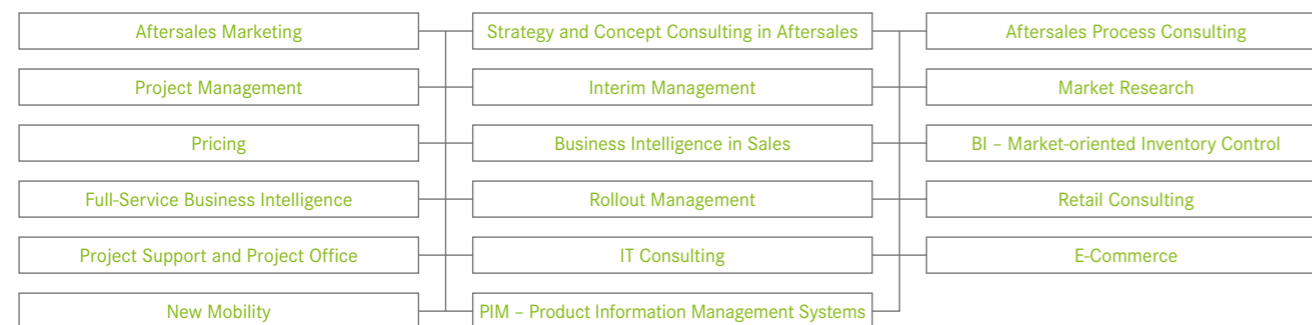 Aftersales Marketing
Strategy and Concept Consulting in Aftersales
Aftersales Process Consulting
Project Management
Interim Management
Market Research
Pricing
Business Intelligence in Sales
BI – Market-oriented Inventory Control
Full-Service Business Intelligence
Rollout Management
Retail Consulting
Project Support and Project Office
IT Consulting
E-Commerce
New Mobility
PIM – Product Information Management Systems